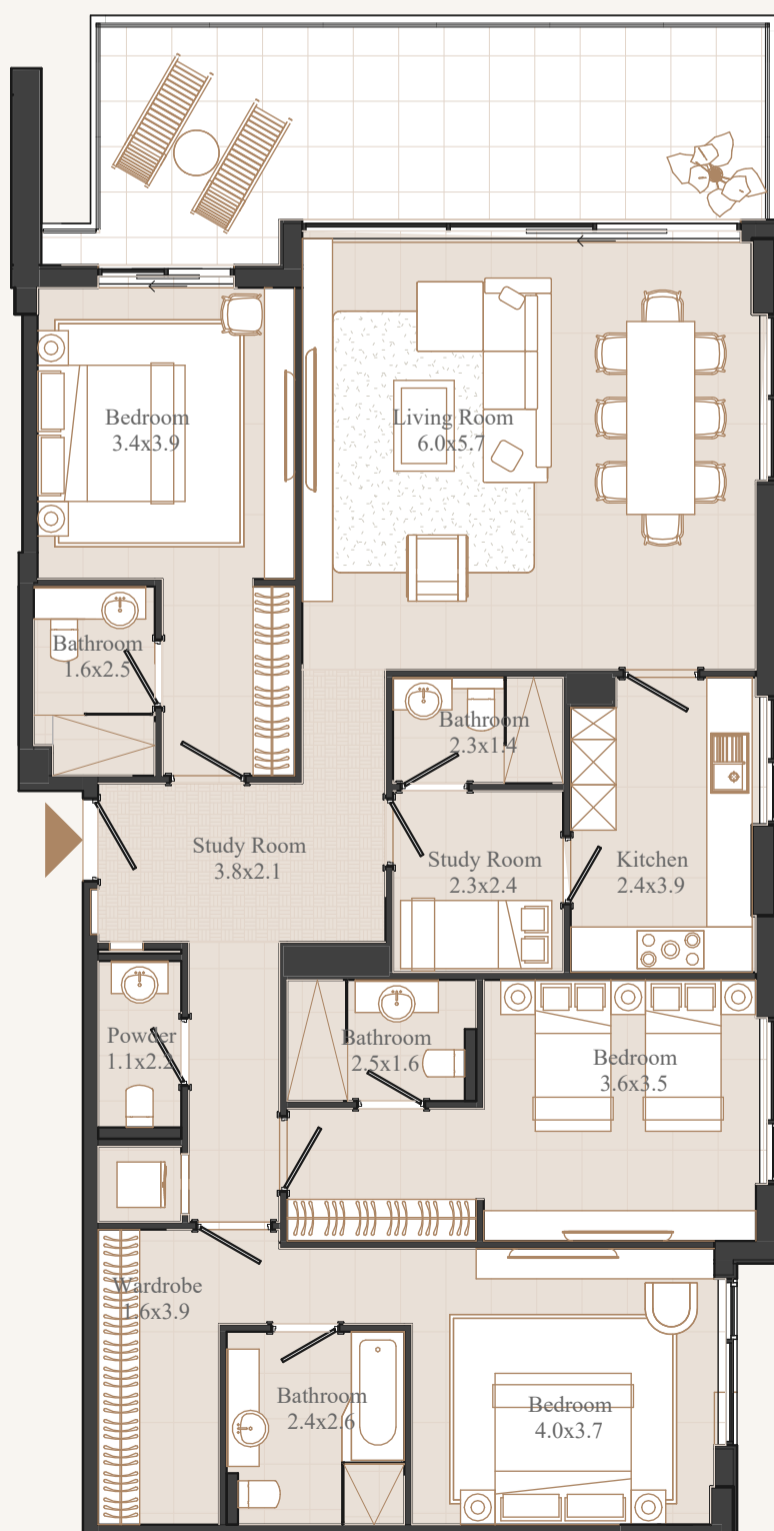 Bedroom
3.4x3.9
Living Room
6.0x5.7
Bathroom
1.6x2.5
Bathroom
2.3x1.4
Study Room
3.8x2.1
Study Room
2.3x2.4
Kitchen
2.4x3.9
Powder
1.1x2.2
Bathroom
2.5x1.6
Bedroom
3.6x3.5
Wardrobe
1.6x3.9
Bathroom
2.4x2.6
Bedroom
4.0x3.7